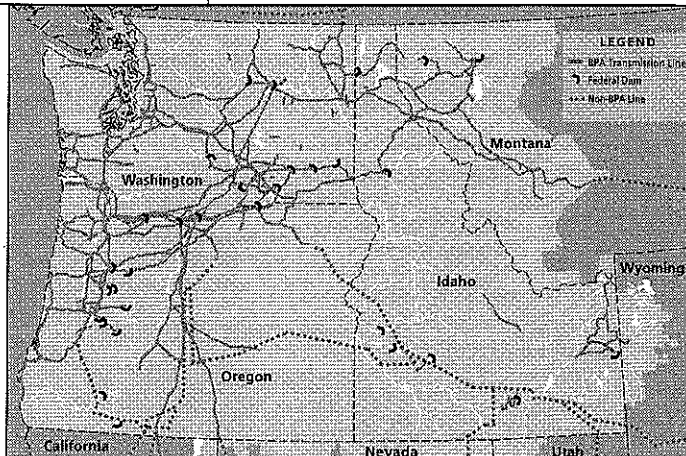 LEGEND
BPA Transmission Line
Federal Dam
Non-BPA Line
Montana
Washington
Wyoming
Idaho
Oregon
California
Nevada
Utah